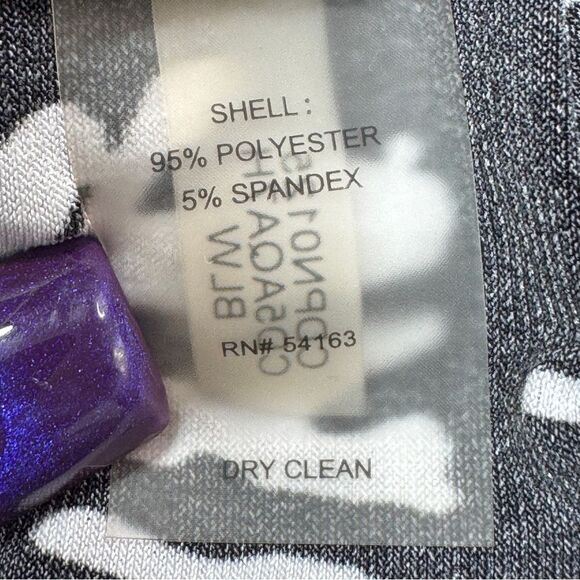 SHELL :
95% POLYESTER
5% SPANDEX
RN# 54163
DRY CLEAN